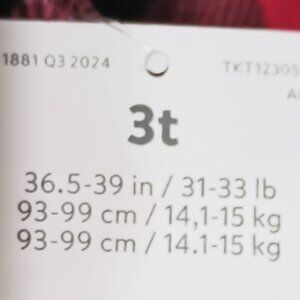 1881 Q3 2024
TKT12305
3t
36.5-39 in / 31-33 lb
93-99 cm / 14,1-15 kg
93-99 cm / 14.1-15 kg